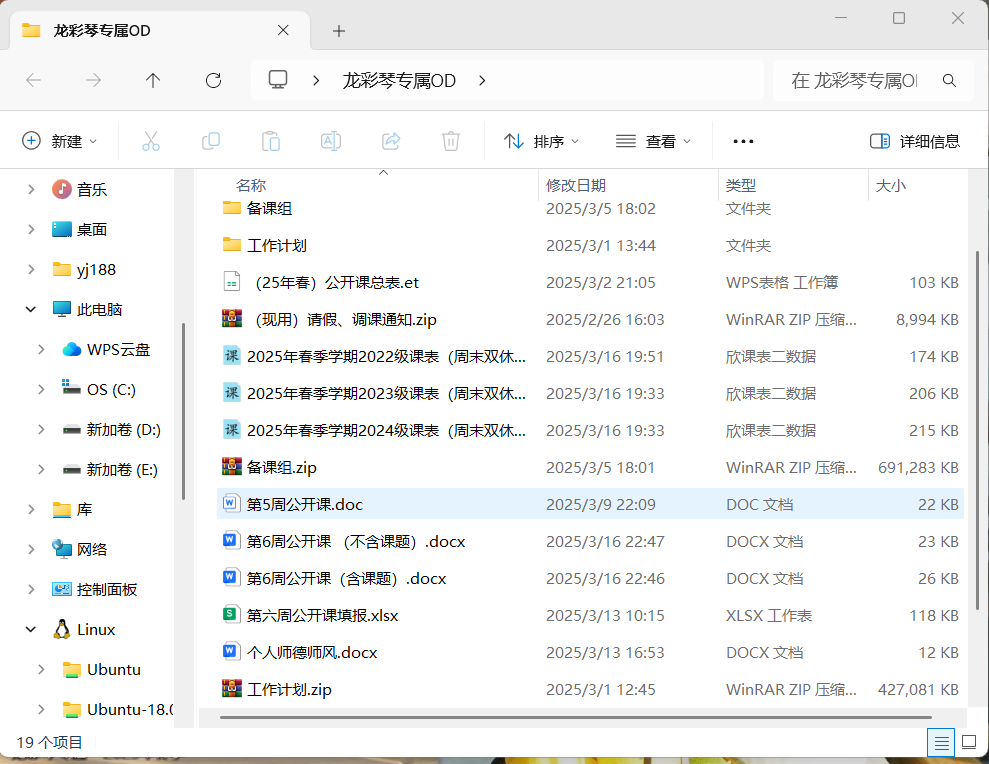 龙彩琴专属OD
龙彩琴专属OD
在 龙彩琴专属OD
新建
排序
查看
详细信息
音乐
桌面
yj188
此电脑
WPS云盘
OS (C:)
新加卷 (D:)
新加卷 (E:)
库
网络
控制面板
Linux
Ubuntu
Ubuntu-18.0
名称 修改日期 类型 大小
备课组 2025/3/5 18:02 文件夹
工作计划 2025/3/1 13:44 文件夹
（25年春）公开课总表.et 2025/3/2 21:05 WPS表格 工作簿 103 KB
（现用）请假、调课通知.zip 2025/2/26 16:03 WinRAR ZIP 压缩... 8,994 KB
2025年春季学期2022级课表（周末双休... 2025/3/16 19:51 欣课表二数据 174 KB
2025年春季学期2023级课表（周末双休... 2025/3/16 19:33 欣课表二数据 206 KB
2025年春季学期2024级课表（周末双休... 2025/3/16 19:33 欣课表二数据 215 KB
备课组.zip 2025/3/5 18:01 WinRAR ZIP 压缩... 691,283 KB
第5周公开课.doc 2025/3/9 22:09 DOC 文档 22 KB
第6周公开课 （不含课题）.docx 2025/3/16 22:47 DOCX 文档 23 KB
第6周公开课（含课题）.docx 2025/3/16 22:46 DOCX 文档 26 KB
第六周公开课填报.xlsx 2025/3/13 10:15 XLSX 工作表 118 KB
个人师德师风.docx 2025/3/13 16:53 DOCX 文档 12 KB
工作计划.zip 2025/3/1 12:45 WinRAR ZIP 压缩... 427,081 KB
19 个项目